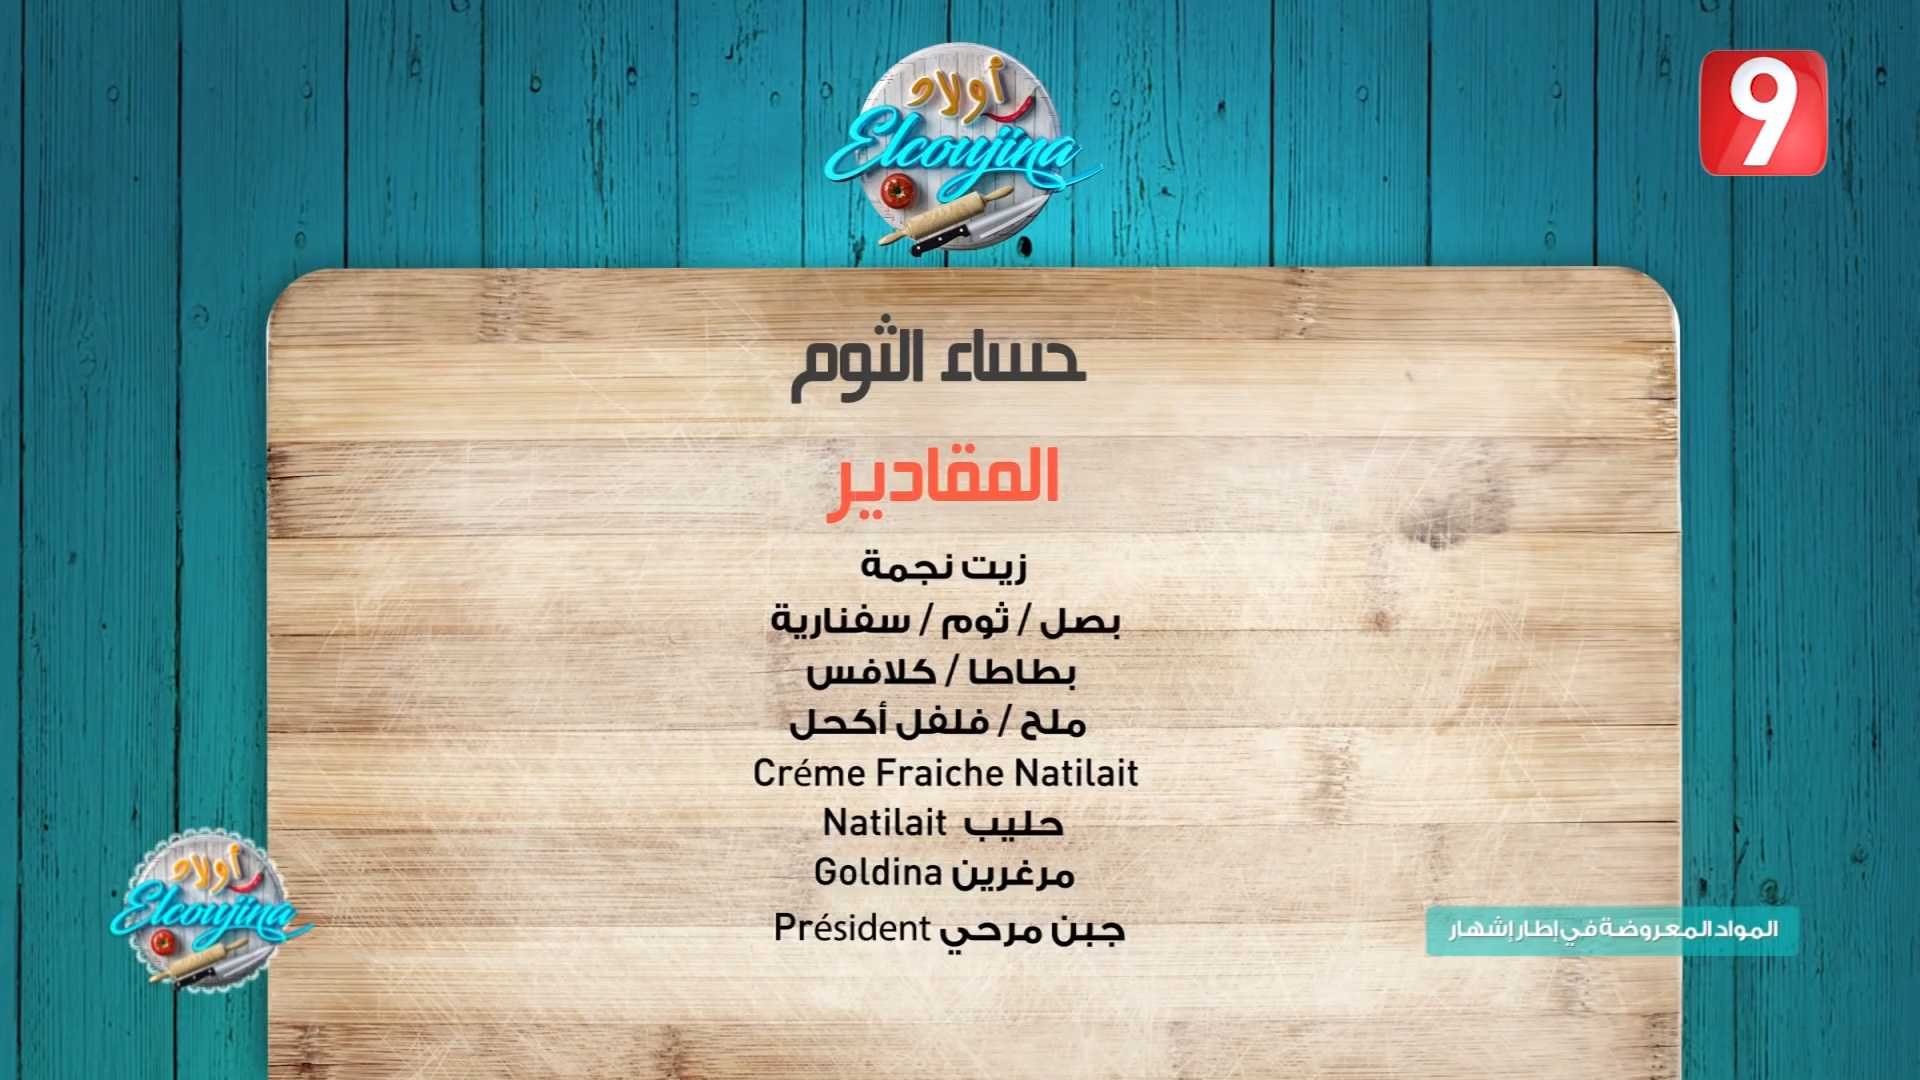 أولاد
Elcoujina
9
حساء الثوم
المقادير
زيت نجمة
بصل / ثوم / سفنارية
بطاطا / كلافس
ملح / فلفل أكحل
Créme Fraiche Natilait
حليب Natilait
مرغرين Goldina
جبن مرحي Président
أولاد
Elcoujina
المواد المعروضة في إطار إشهار